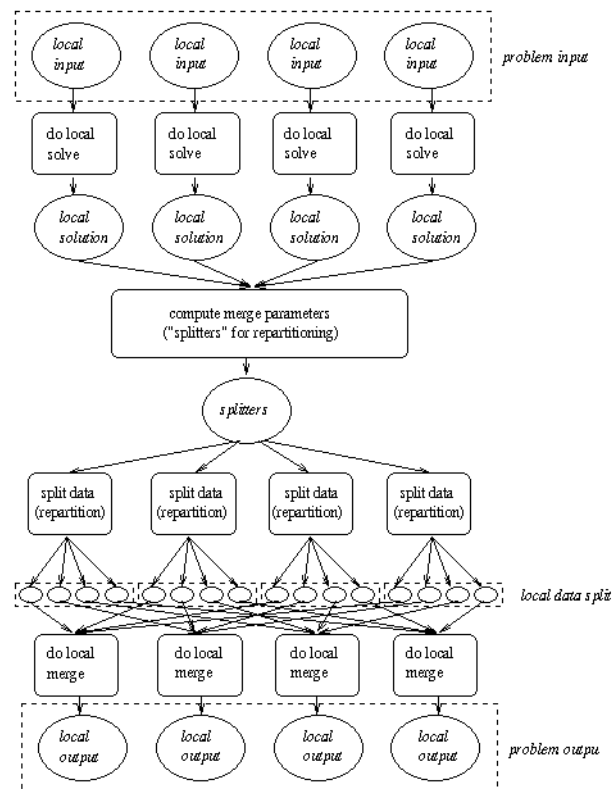 local input
local input
local input
local input
problem input
do local solve
do local solve
do local solve
do local solve
local solution
local solution
local solution
local solution
compute merge parameters
("splitters" for repartitioning)
splitters
split data (repartition)
split data (repartition)
split data (repartition)
split data (repartition)
local data split
do local merge
do local merge
do local merge
do local merge
local output
local output
local output
local output
problem outpu